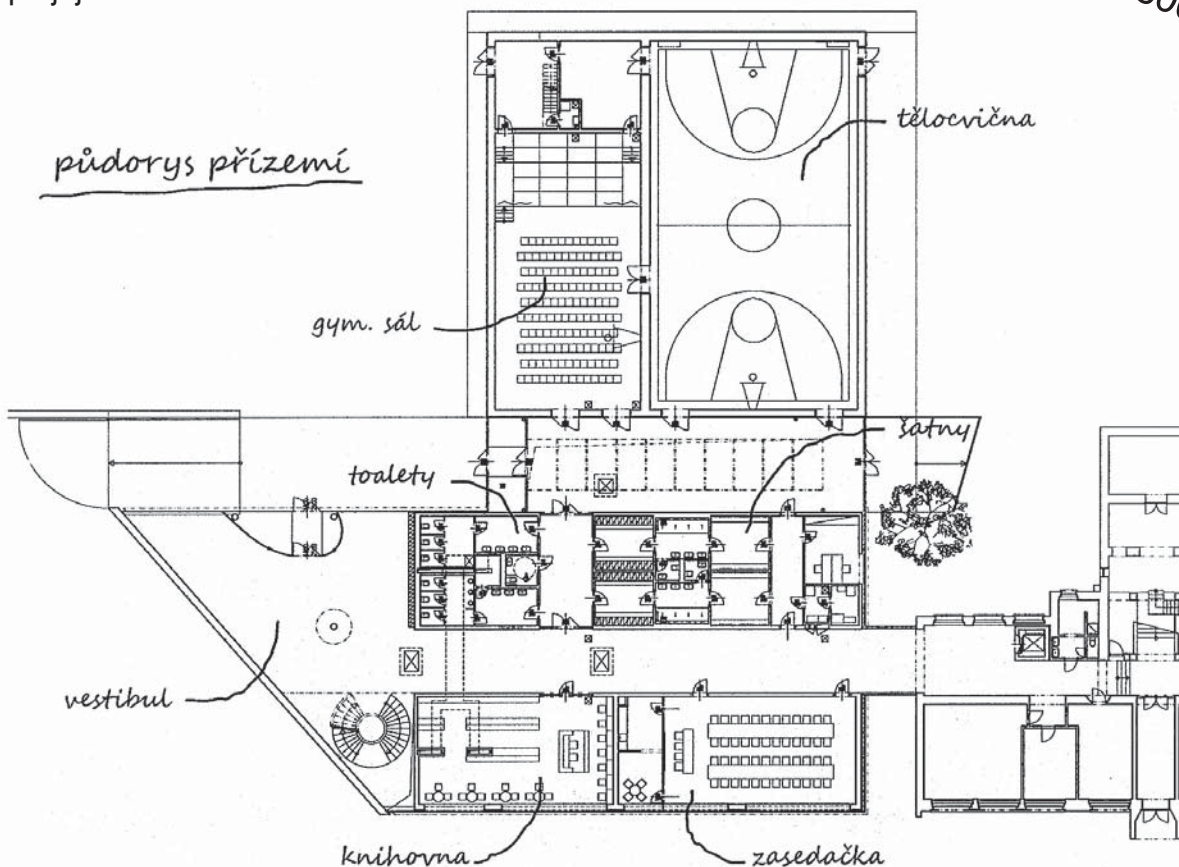 půdorys přízemí
tělocvična
gym. sál
šatny
toalety
vestibul
knihovna
zasedačka